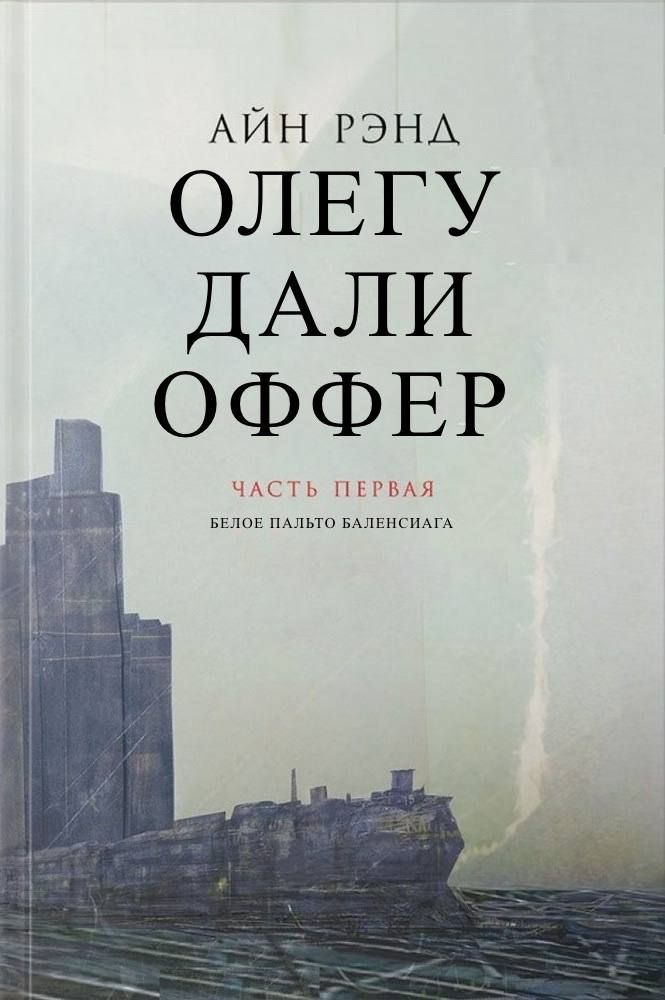 АЙН РЭНД
ОЛЕГУ
ДАЛИ
ОФФЕР
ЧАСТЬ ПЕРВАЯ
БЕЛОЕ ПАЛЬТО БАЛЕНСИАГА